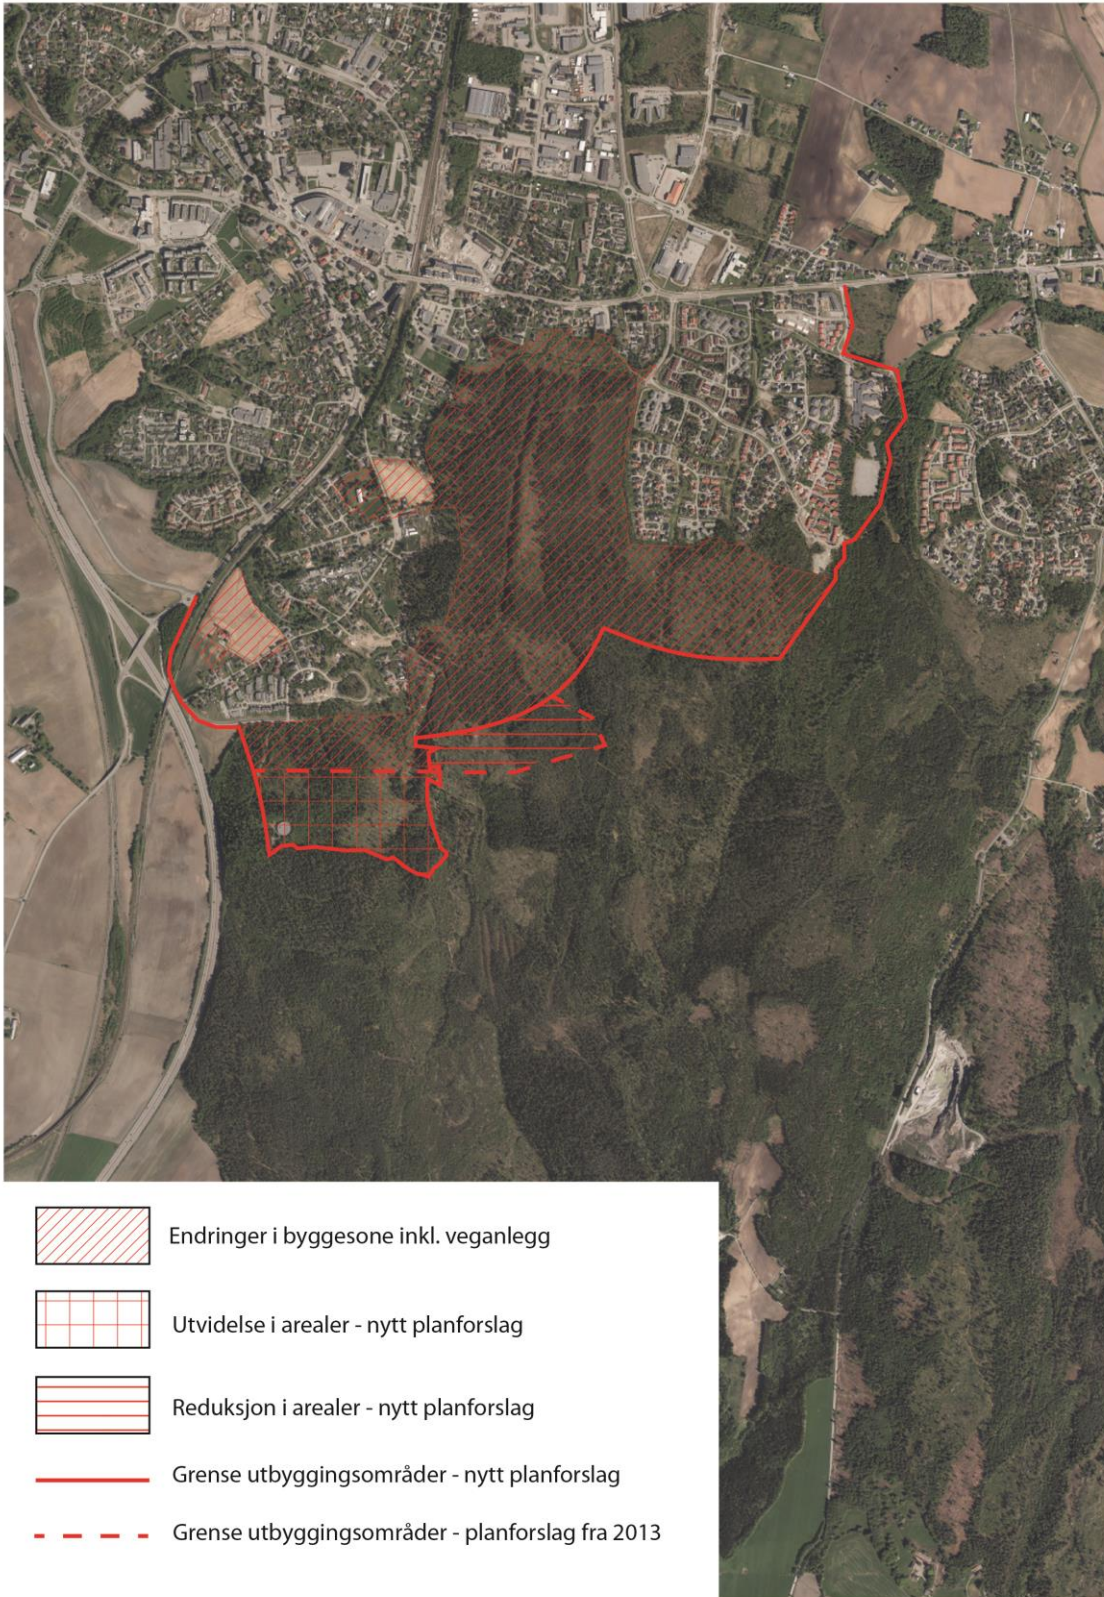 Endringer i byggesone inkl. veganlegg
Utvidelse i arealer - nytt planforslag
Reduksjon i arealer - nytt planforslag
Grense utbyggingsområder - nytt planforslag
Grense utbyggingsområder - planforslag fra 2013